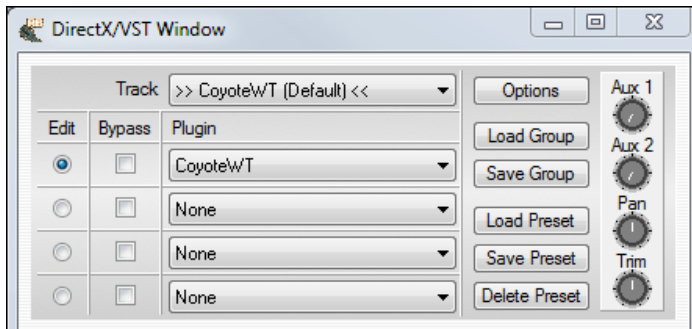 DirectX/VST Window
Track >> CoyoteWT (Default) << Options Aux 1
Edit Bypass Plugin Load Group Aux 2
CoyoteWT Save Group
None Load Preset Pan
None Save Preset Trim
None Delete Preset